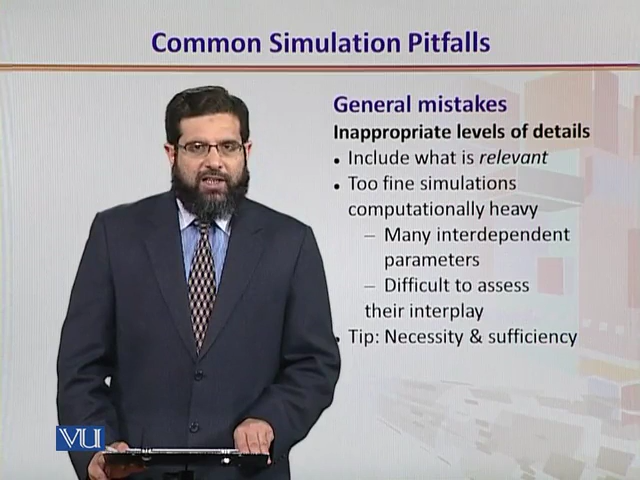 Common Simulation Pitfalls
General mistakes
Inappropriate levels of details
• Include what is relevant
• Too fine simulations
computationally heavy
– Many interdependent
parameters
– Difficult to assess
their interplay
• Tip: Necessity & sufficiency
VU